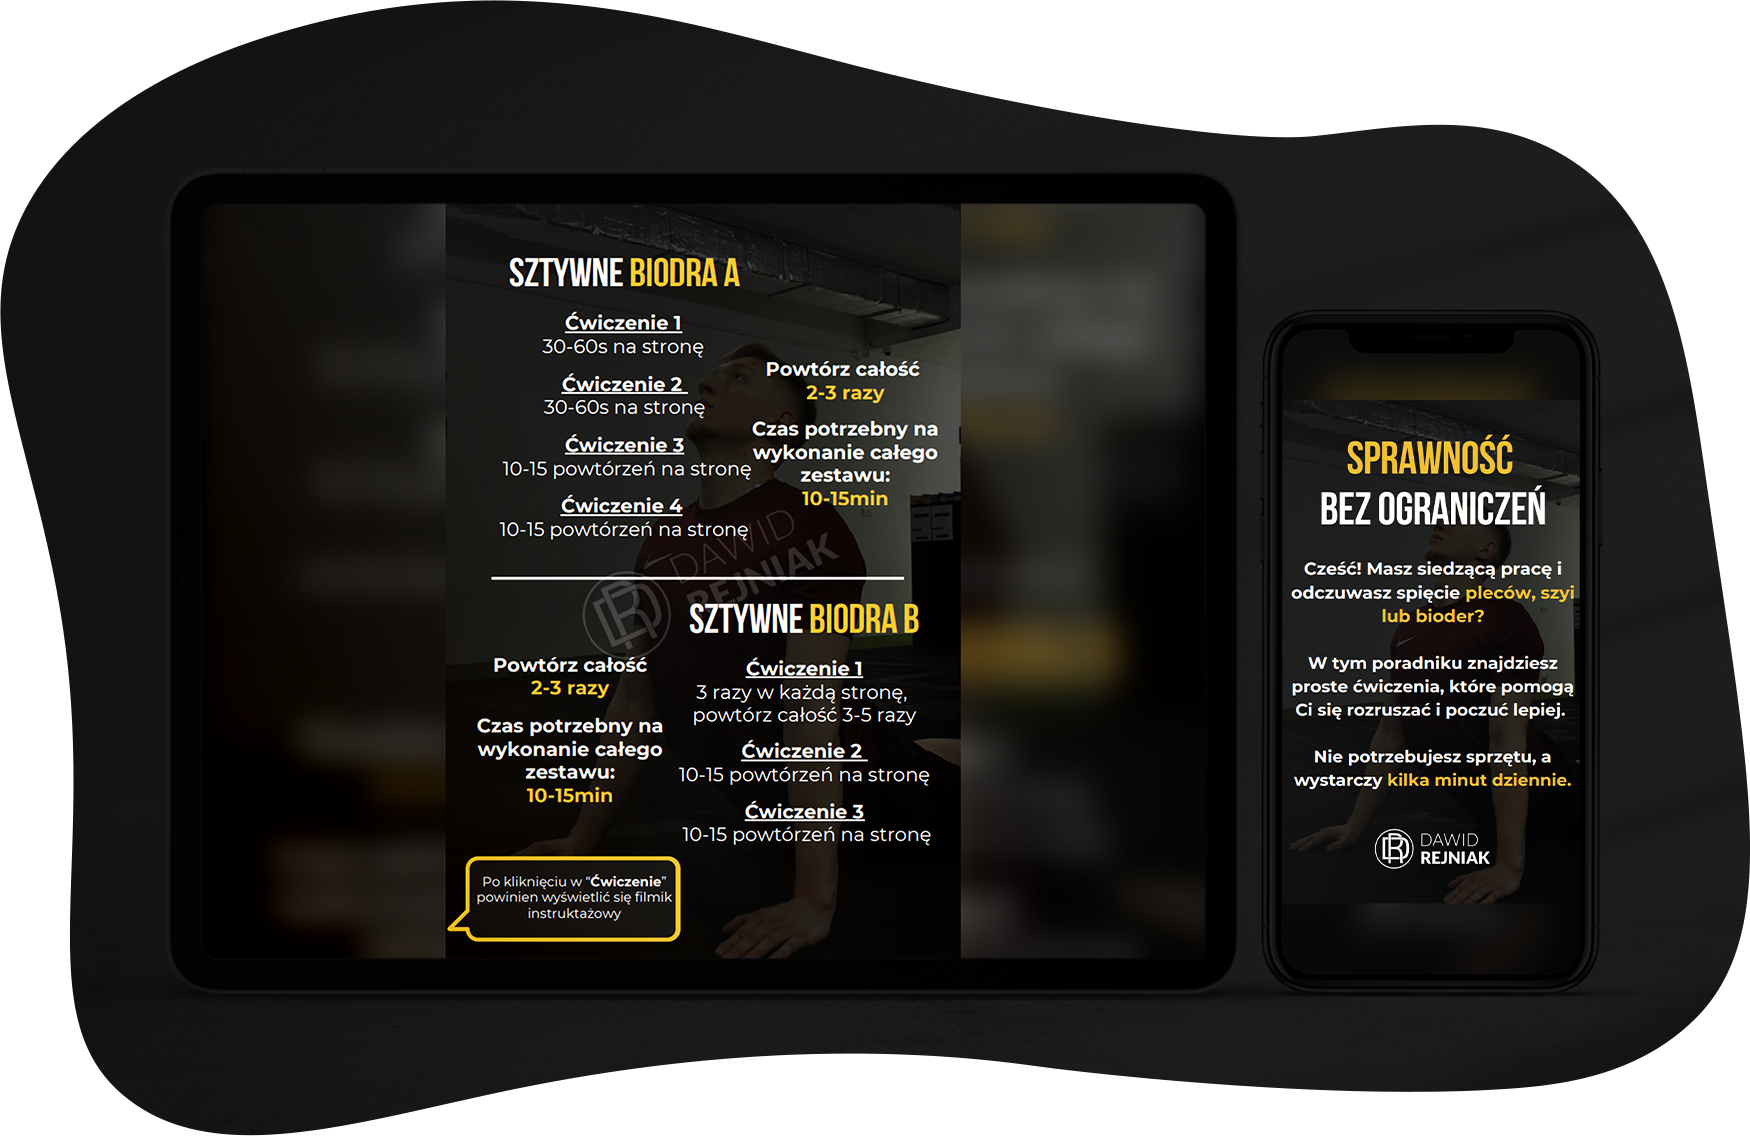 SZTYWNE BIODRA A
Ćwiczenie 1
30-60s na stronę
Ćwiczenie 2
30-60s na stronę
Ćwiczenie 3
10-15 powtórzeń na stronę
Ćwiczenie 4
10-15 powtórzeń na stronę
Powtórz całość
2-3 razy
Czas potrzebny na
wykonanie całego
zestawu:
10-15min
DAWID
REJNIAK
SZTYWNE BIODRA B
Powtórz całość
2-3 razy
Czas potrzebny na
wykonanie całego
zestawu:
10-15min
Ćwiczenie 1
3 razy w każdą stronę,
powtórz całość 3-5 razy
Ćwiczenie 2
10-15 powtórzeń na stronę
Ćwiczenie 3
10-15 powtórzeń na stronę
Po kliknięciu w “Ćwiczenie”
powinien wyświetlić się filmik
instruktażowy
SPRAWNOŚĆ
BEZ OGRANICZEŃ
Cześć! Masz siedzącą pracę i
odczuwasz spięcie pleców, szyi
lub bioder?
W tym poradniku znajdziesz
proste ćwiczenia, które pomogą
Ci się rozruszać i poczuć lepiej.
Nie potrzebujesz sprzętu, a
wystarczy kilka minut dziennie.
DAWID
REJNIAK